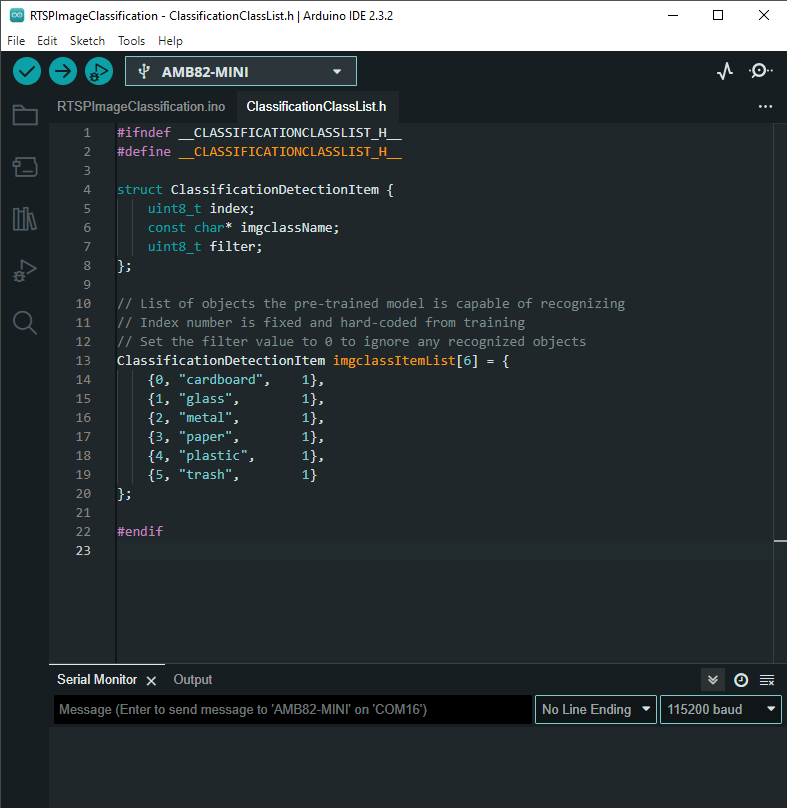 RTSPImageClassification - ClassificationClassList.h | Arduino IDE 2.3.2
File Edit Sketch Tools Help
AMB82-MINI
RTSPImageClassification.ino ClassificationClassList.h
1 #ifndef __CLASSIFICATIONCLASSLIST_H__
2 #define __CLASSIFICATIONCLASSLIST_H__
3
4 struct ClassificationDetectionItem {
5 uint8_t index;
6 const char* imgclassName;
7 uint8_t filter;
8 };
9
10 // List of objects the pre-trained model is capable of recognizing
11 // Index number is fixed and hard-coded from training
12 // Set the filter value to 0 to ignore any recognized objects
13 ClassificationDetectionItem imgclassItemList[6] = {
14 {0, "cardboard", 1},
15 {1, "glass", 1},
16 {2, "metal", 1},
17 {3, "paper", 1},
18 {4, "plastic", 1},
19 {5, "trash", 1}
20 };
21
22 #endif
23
Serial Monitor Output
Message (Enter to send message to 'AMB82-MINI' on 'COM16') No Line Ending 115200 baud